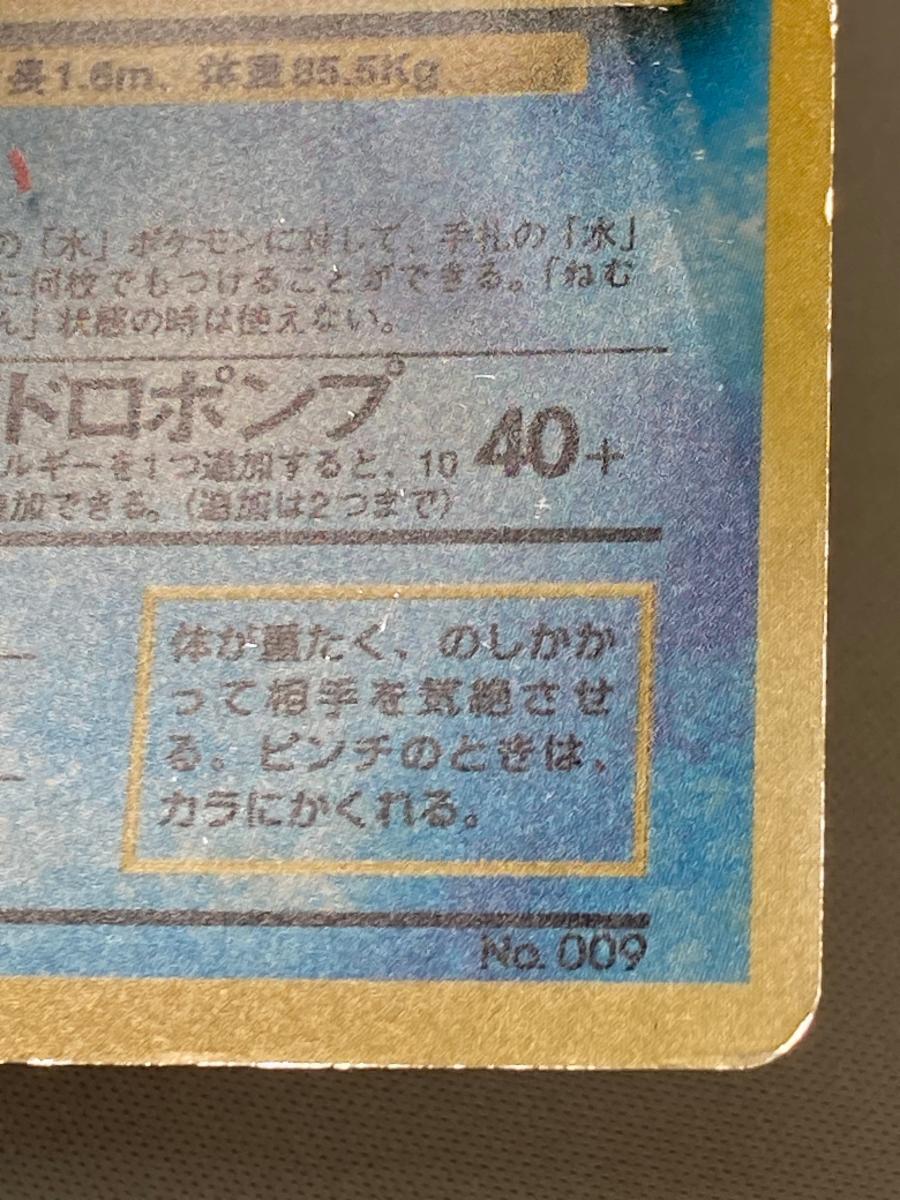 長1.6m、体重85.5Kg
の「水」ポケモンに対して、手札の「水」
に何枚でもつけることができる。「ねむ
ん」状態の時は使えない。
ドロポンプ
40+
ルギーを1つ追加すると、10
追加できる。(追加は2つまで)
体が重たく、のしかか
って相手を気絶させ
る。ピンチのときは、
カラにかくれる。
No.009